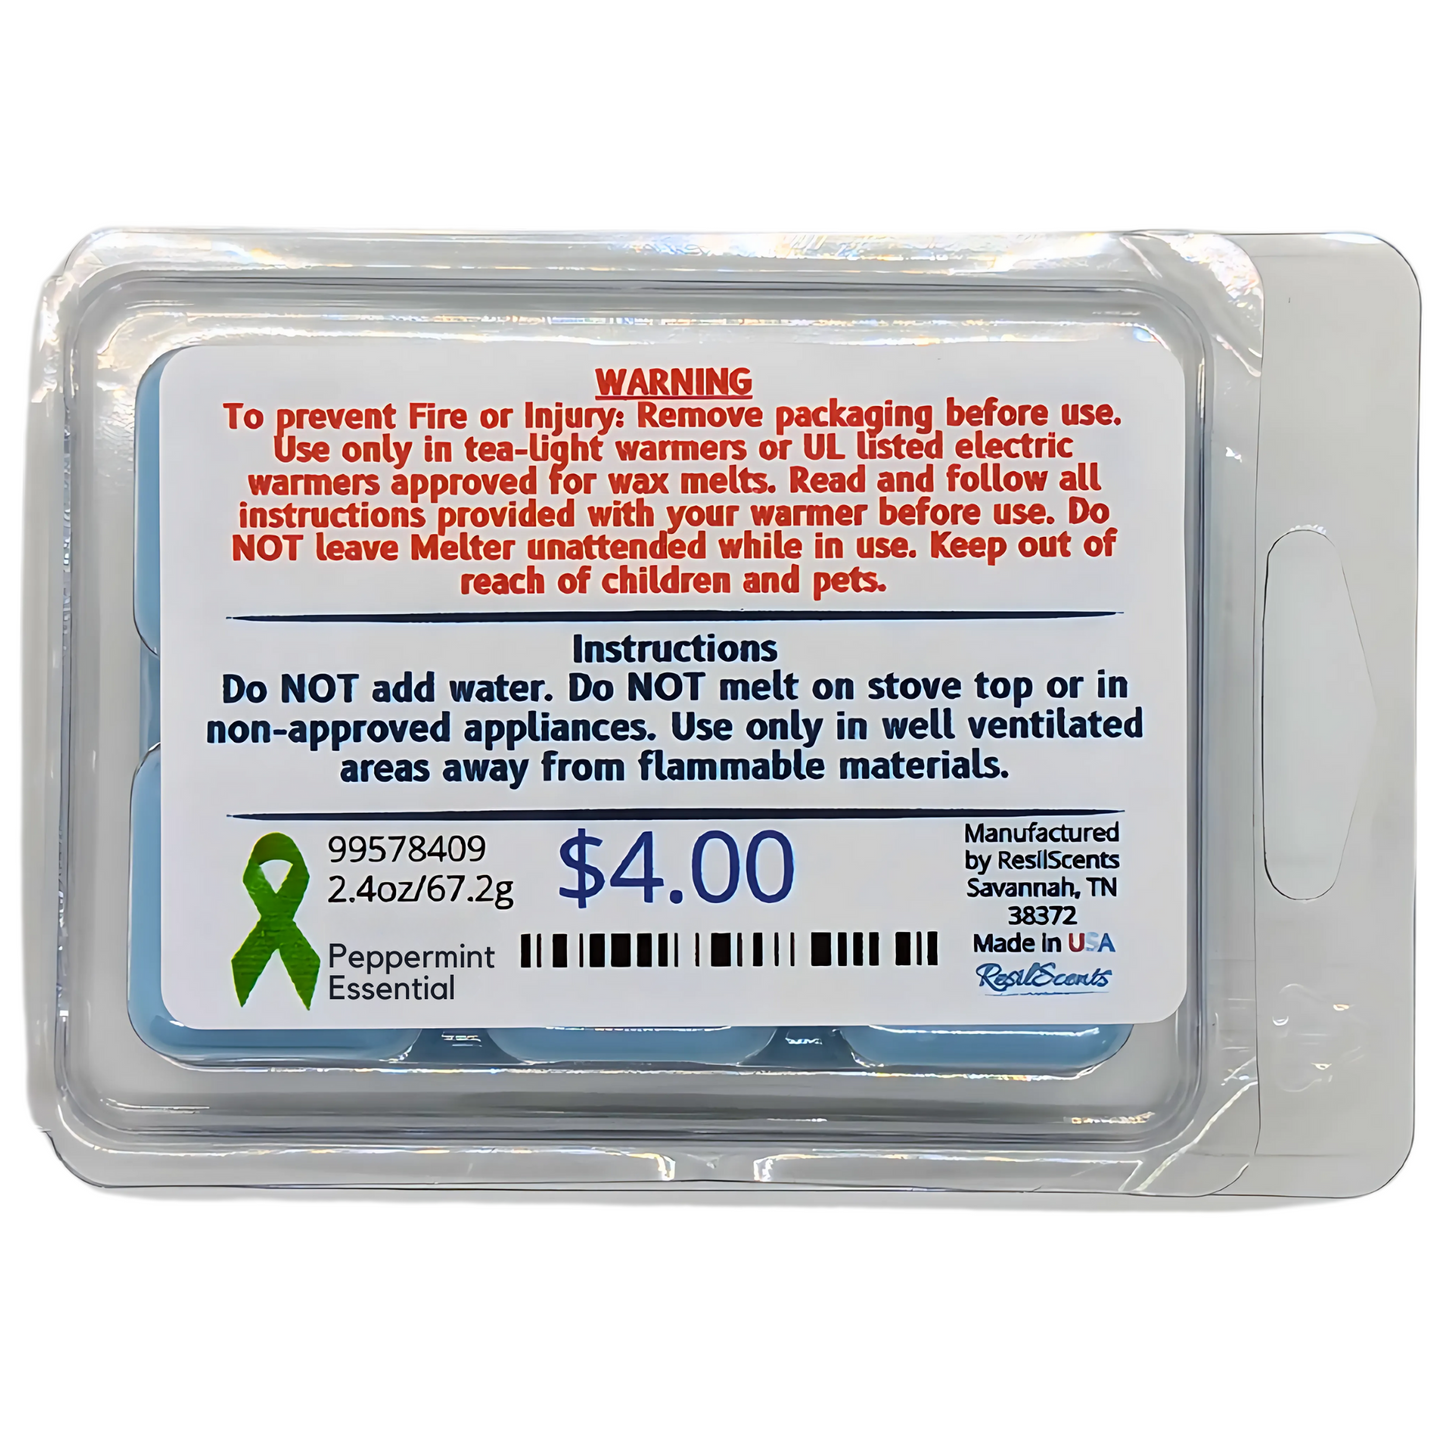 WARNING
To prevent Fire or Injury: Remove packaging before use.
Use only in tea-light warmers or UL listed electric
warmers approved for wax melts. Read and follow all
instructions provided with your warmer before use. Do
NOT leave Melter unattended while in use. Keep out of
reach of children and pets.
Instructions
Do NOT add water. Do NOT melt on stove top or in
non-approved appliances. Use only in well ventilated
areas away from flammable materials.
99578409
2.4oz/67.2g
Peppermint
Essential
$4.00
Manufactured
by ResilScents
Savannah, TN
38372
Made in USA
ResilScents